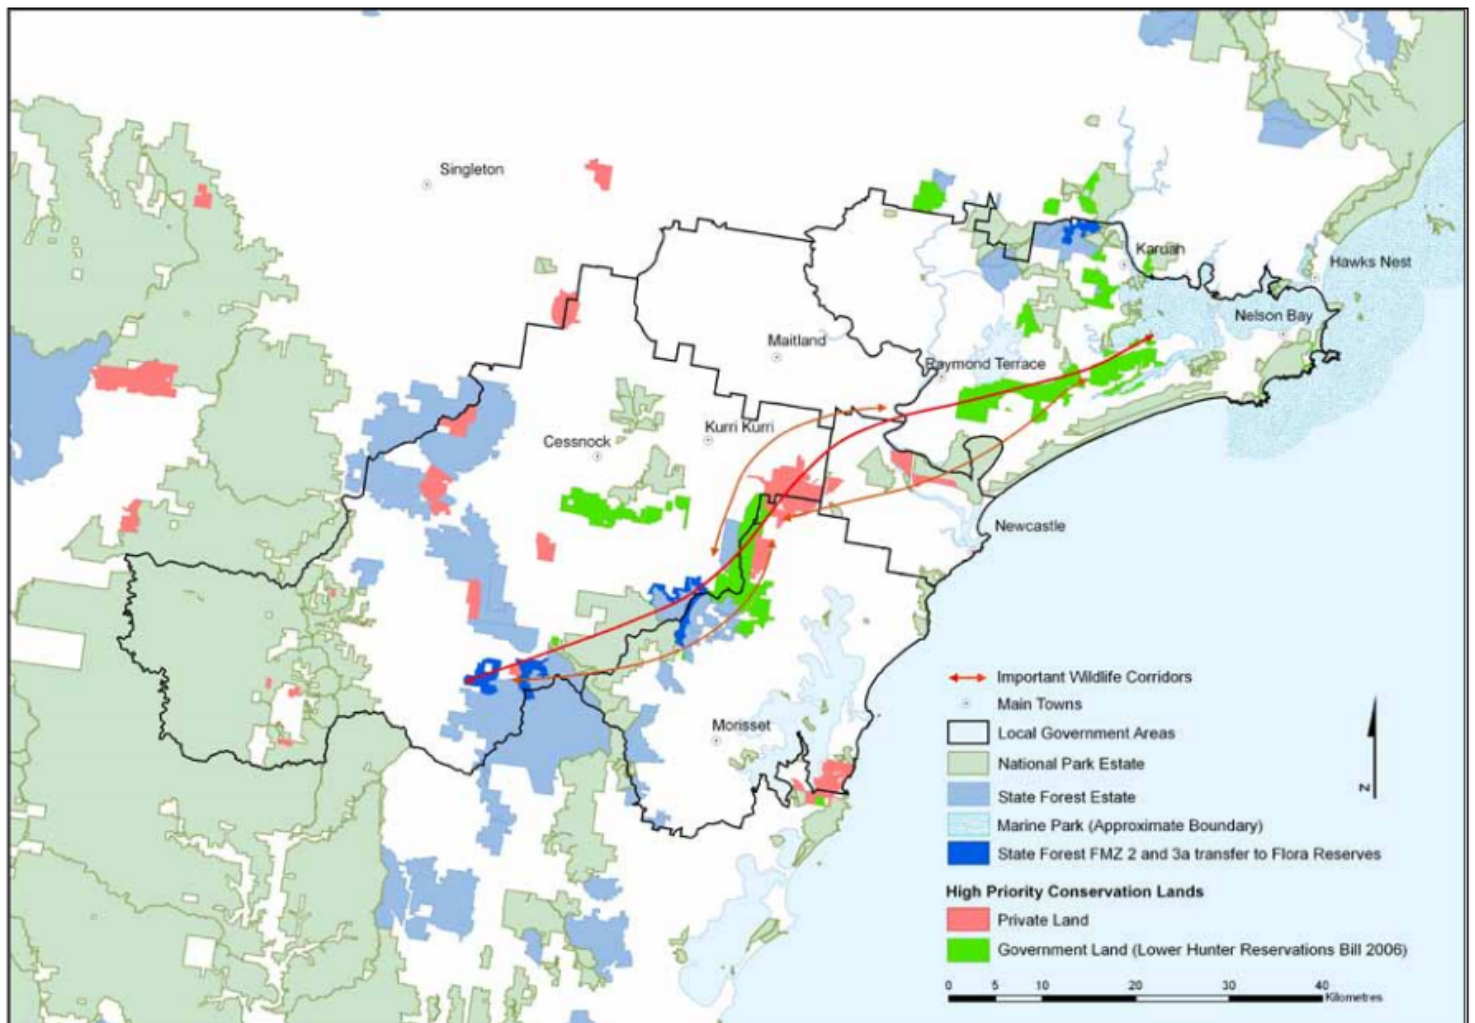 Singleton
Karuah
Hawks Nest
Nelson Bay
Maitland
Raymond Terrace
Kurri Kurri
Cessnock
Newcastle
Morisset
Important Wildlife Corridors
Main Towns
Local Government Areas
National Park Estate
State Forest Estate
Marine Park (Approximate Boundary)
State Forest FMZ 2 and 3a transfer to Flora Reserves
High Priority Conservation Lands
Private Land
Government Land (Lower Hunter Reservations Bill 2006)
N
0 5 10 20 30 40
Kilometres